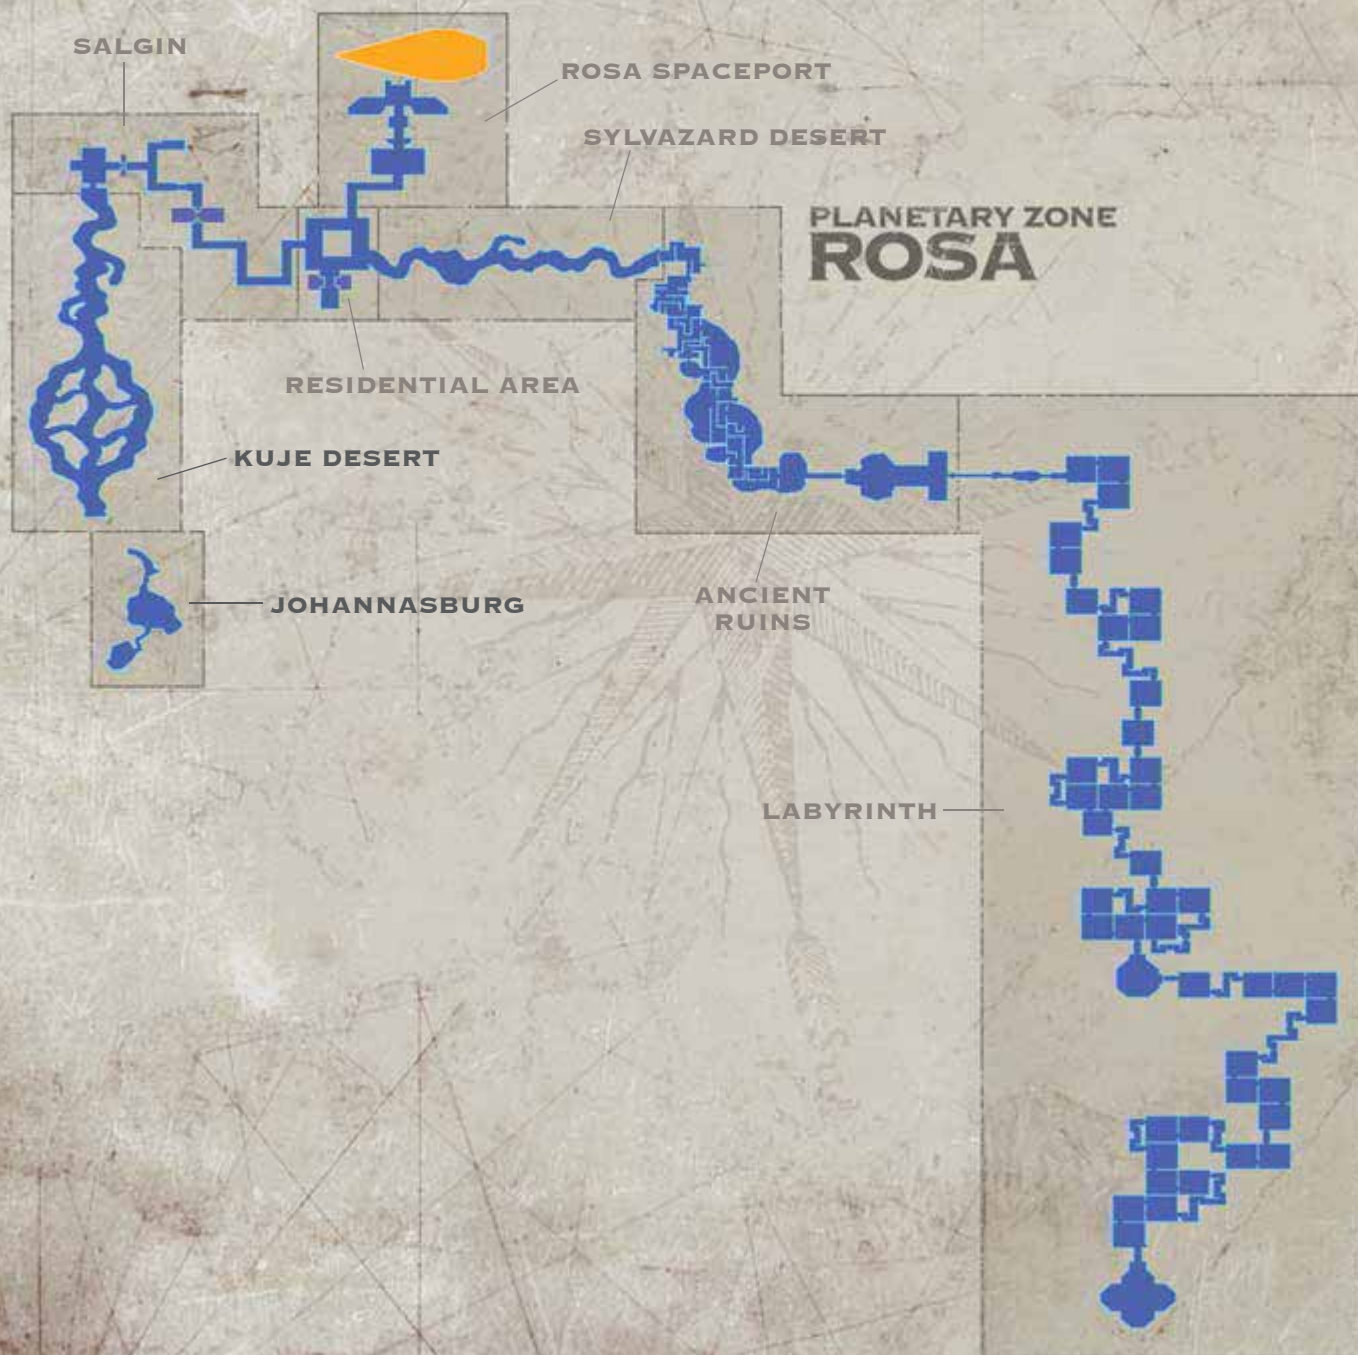 SALGIN
ROSA SPACEPORT
SYLVAZARD DESERT
PLANETARY ZONE
ROSA
RESIDENTIAL AREA
KUJE DESERT
ANCIENT
RUINS
JOHANNASBURG
LABYRINTH